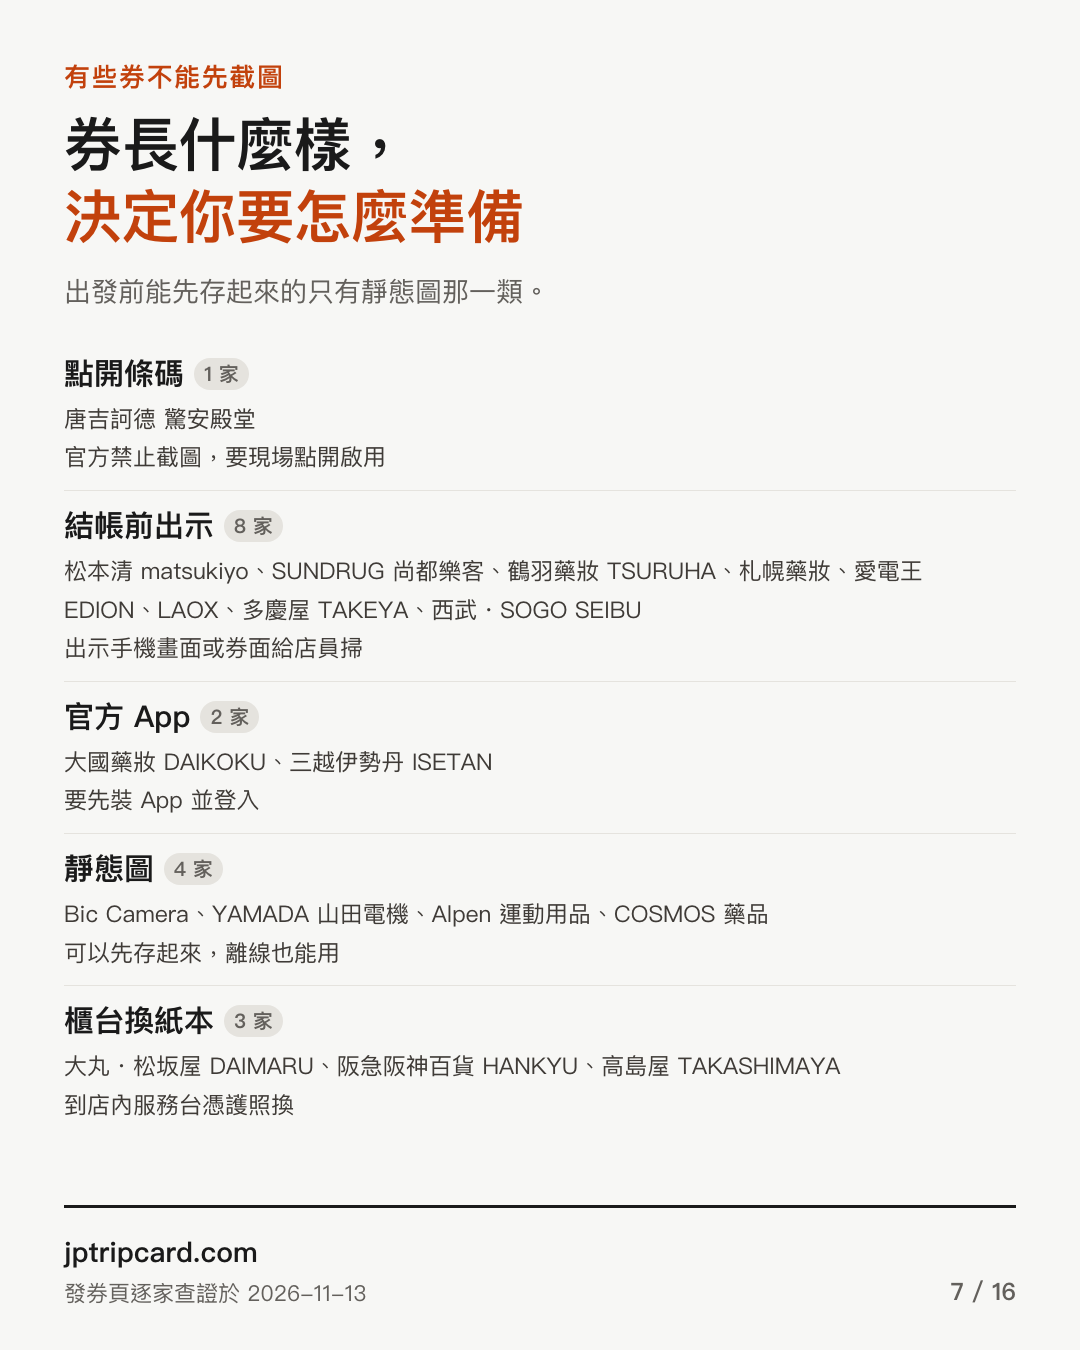 有些券不能先截圖
券長什麼樣，
決定你要怎麼準備
出發前能先存起來的只有靜態圖那一類。
點開條碼 1 家
唐吉訶德 驚安殿堂
官方禁止截圖，要現場點開啟用
結帳前出示 8 家
松本清 matsukiyo、SUNDRUG 尚都樂客、鶴羽藥妝 TSURUHA、札幌藥妝、愛電王
EDION、LAOX、多慶屋 TAKEYA、西武・SOGO SEIBU
出示手機畫面或券面給店員掃
官方 App 2 家
大國藥妝 DAIKOKU、三越伊勢丹 ISETAN
要先裝 App 並登入
靜態圖 4 家
Bic Camera、YAMADA 山田電機、Alpen 運動用品、COSMOS 藥品
可以先存起來，離線也能用
櫃台換紙本 3 家
大丸・松坂屋 DAIMARU、阪急阪神百貨 HANKYU、高島屋 TAKASHIMAYA
到店內服務台憑護照換
jptripcard.com
發券頁逐家查證於 2026-11-13
7 / 16